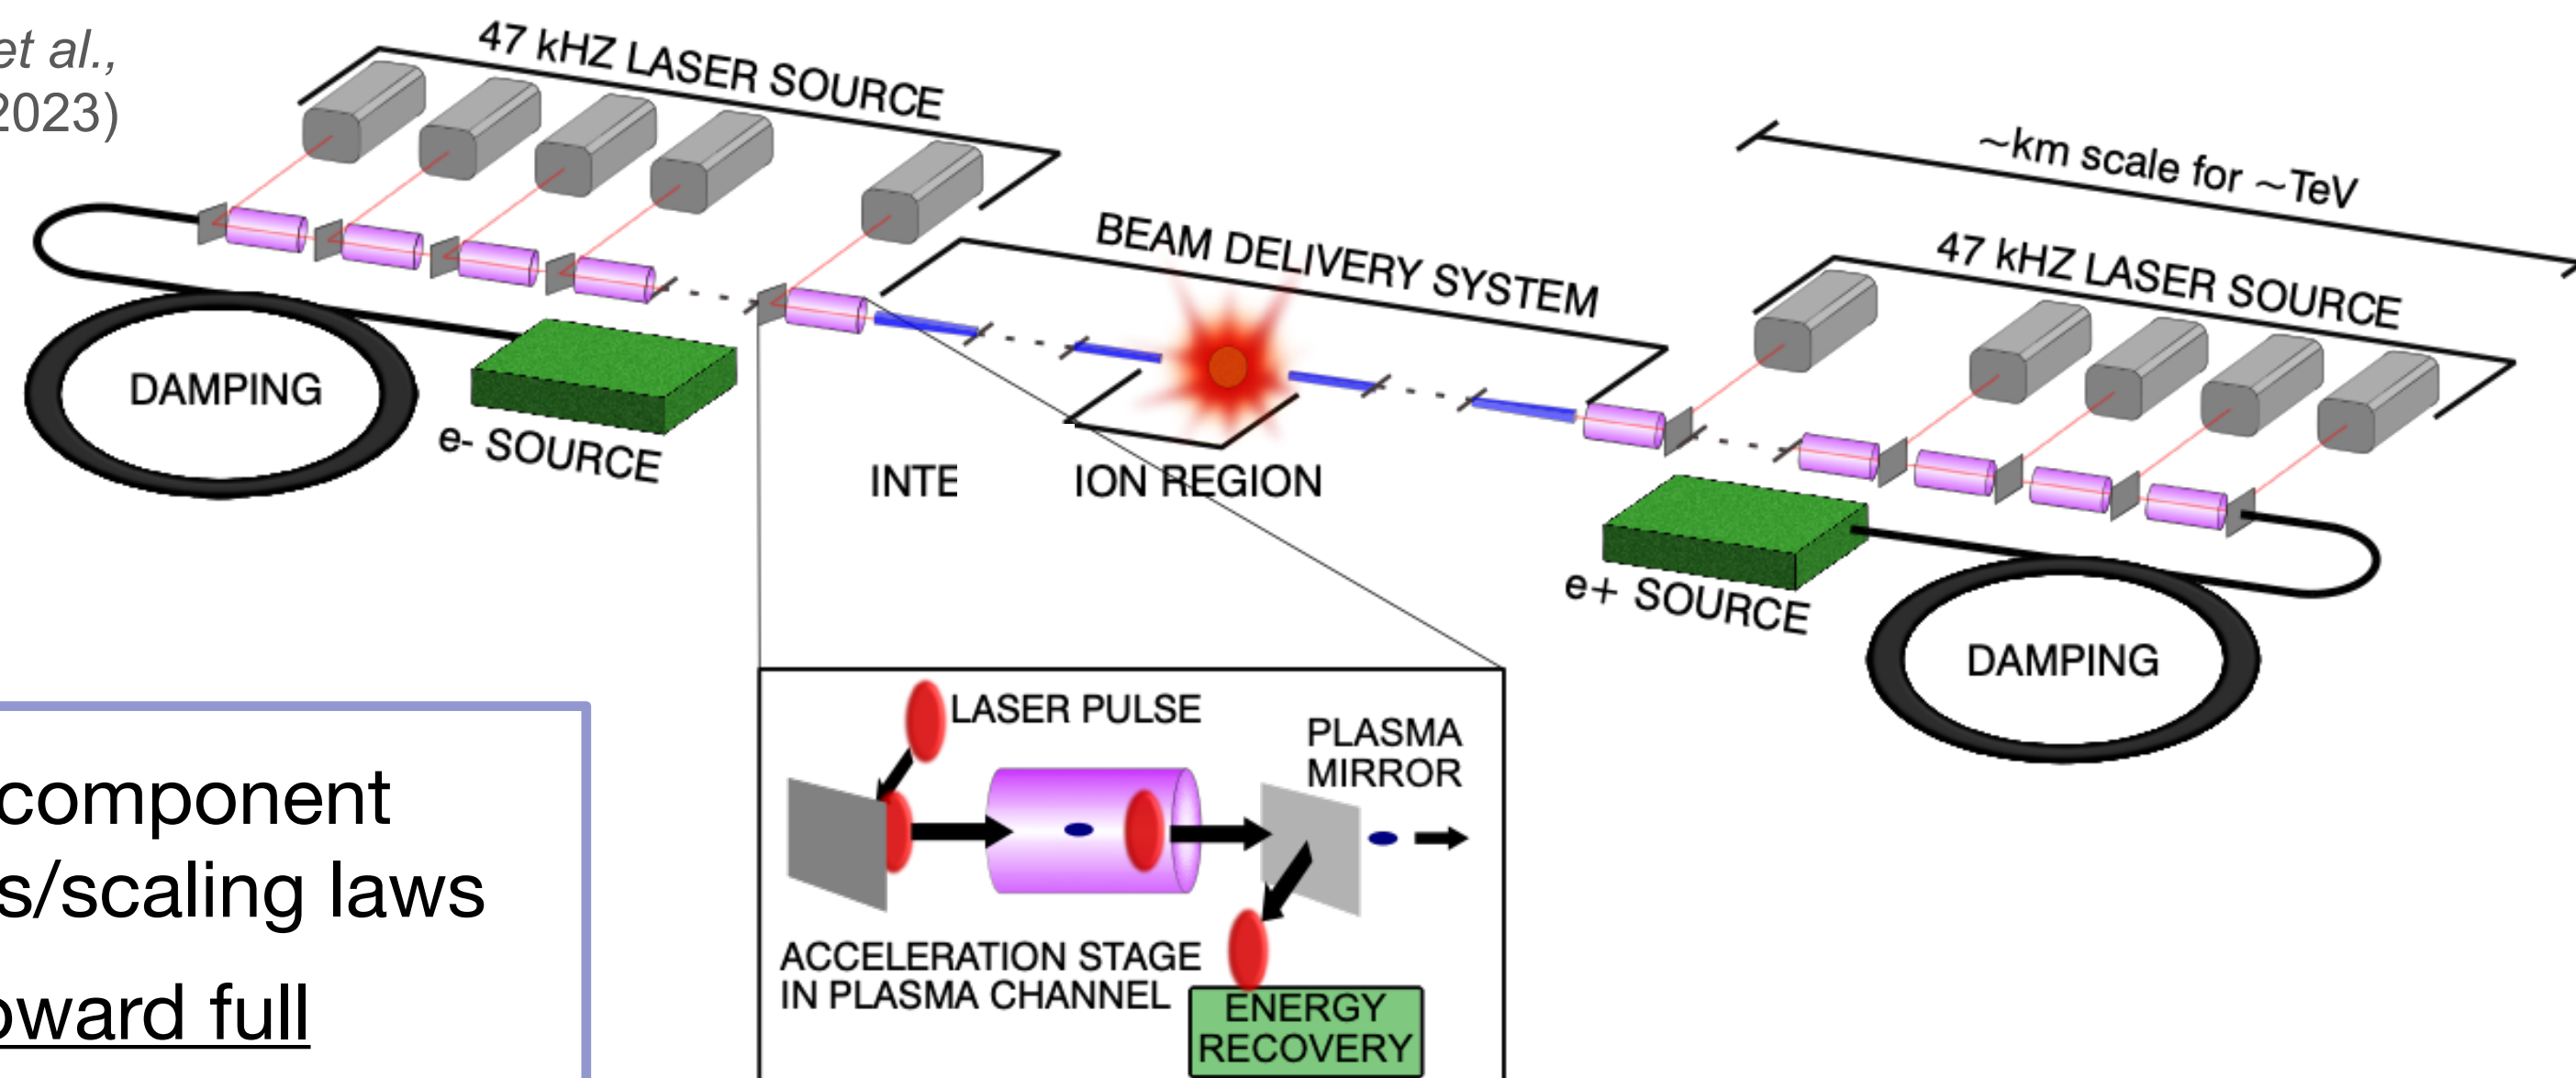 et al.,
2023)
47 kHZ LASER SOURCE
~km scale for ~TeV
BEAM DELIVERY SYSTEM
47 kHZ LASER SOURCE
DAMPING
e- SOURCE
INTE ION REGION
e+ SOURCE
DAMPING
LASER PULSE
PLASMA
MIRROR
component
s/scaling laws
oward full
ACCELERATION STAGE
IN PLASMA CHANNEL
ENERGY
RECOVERY